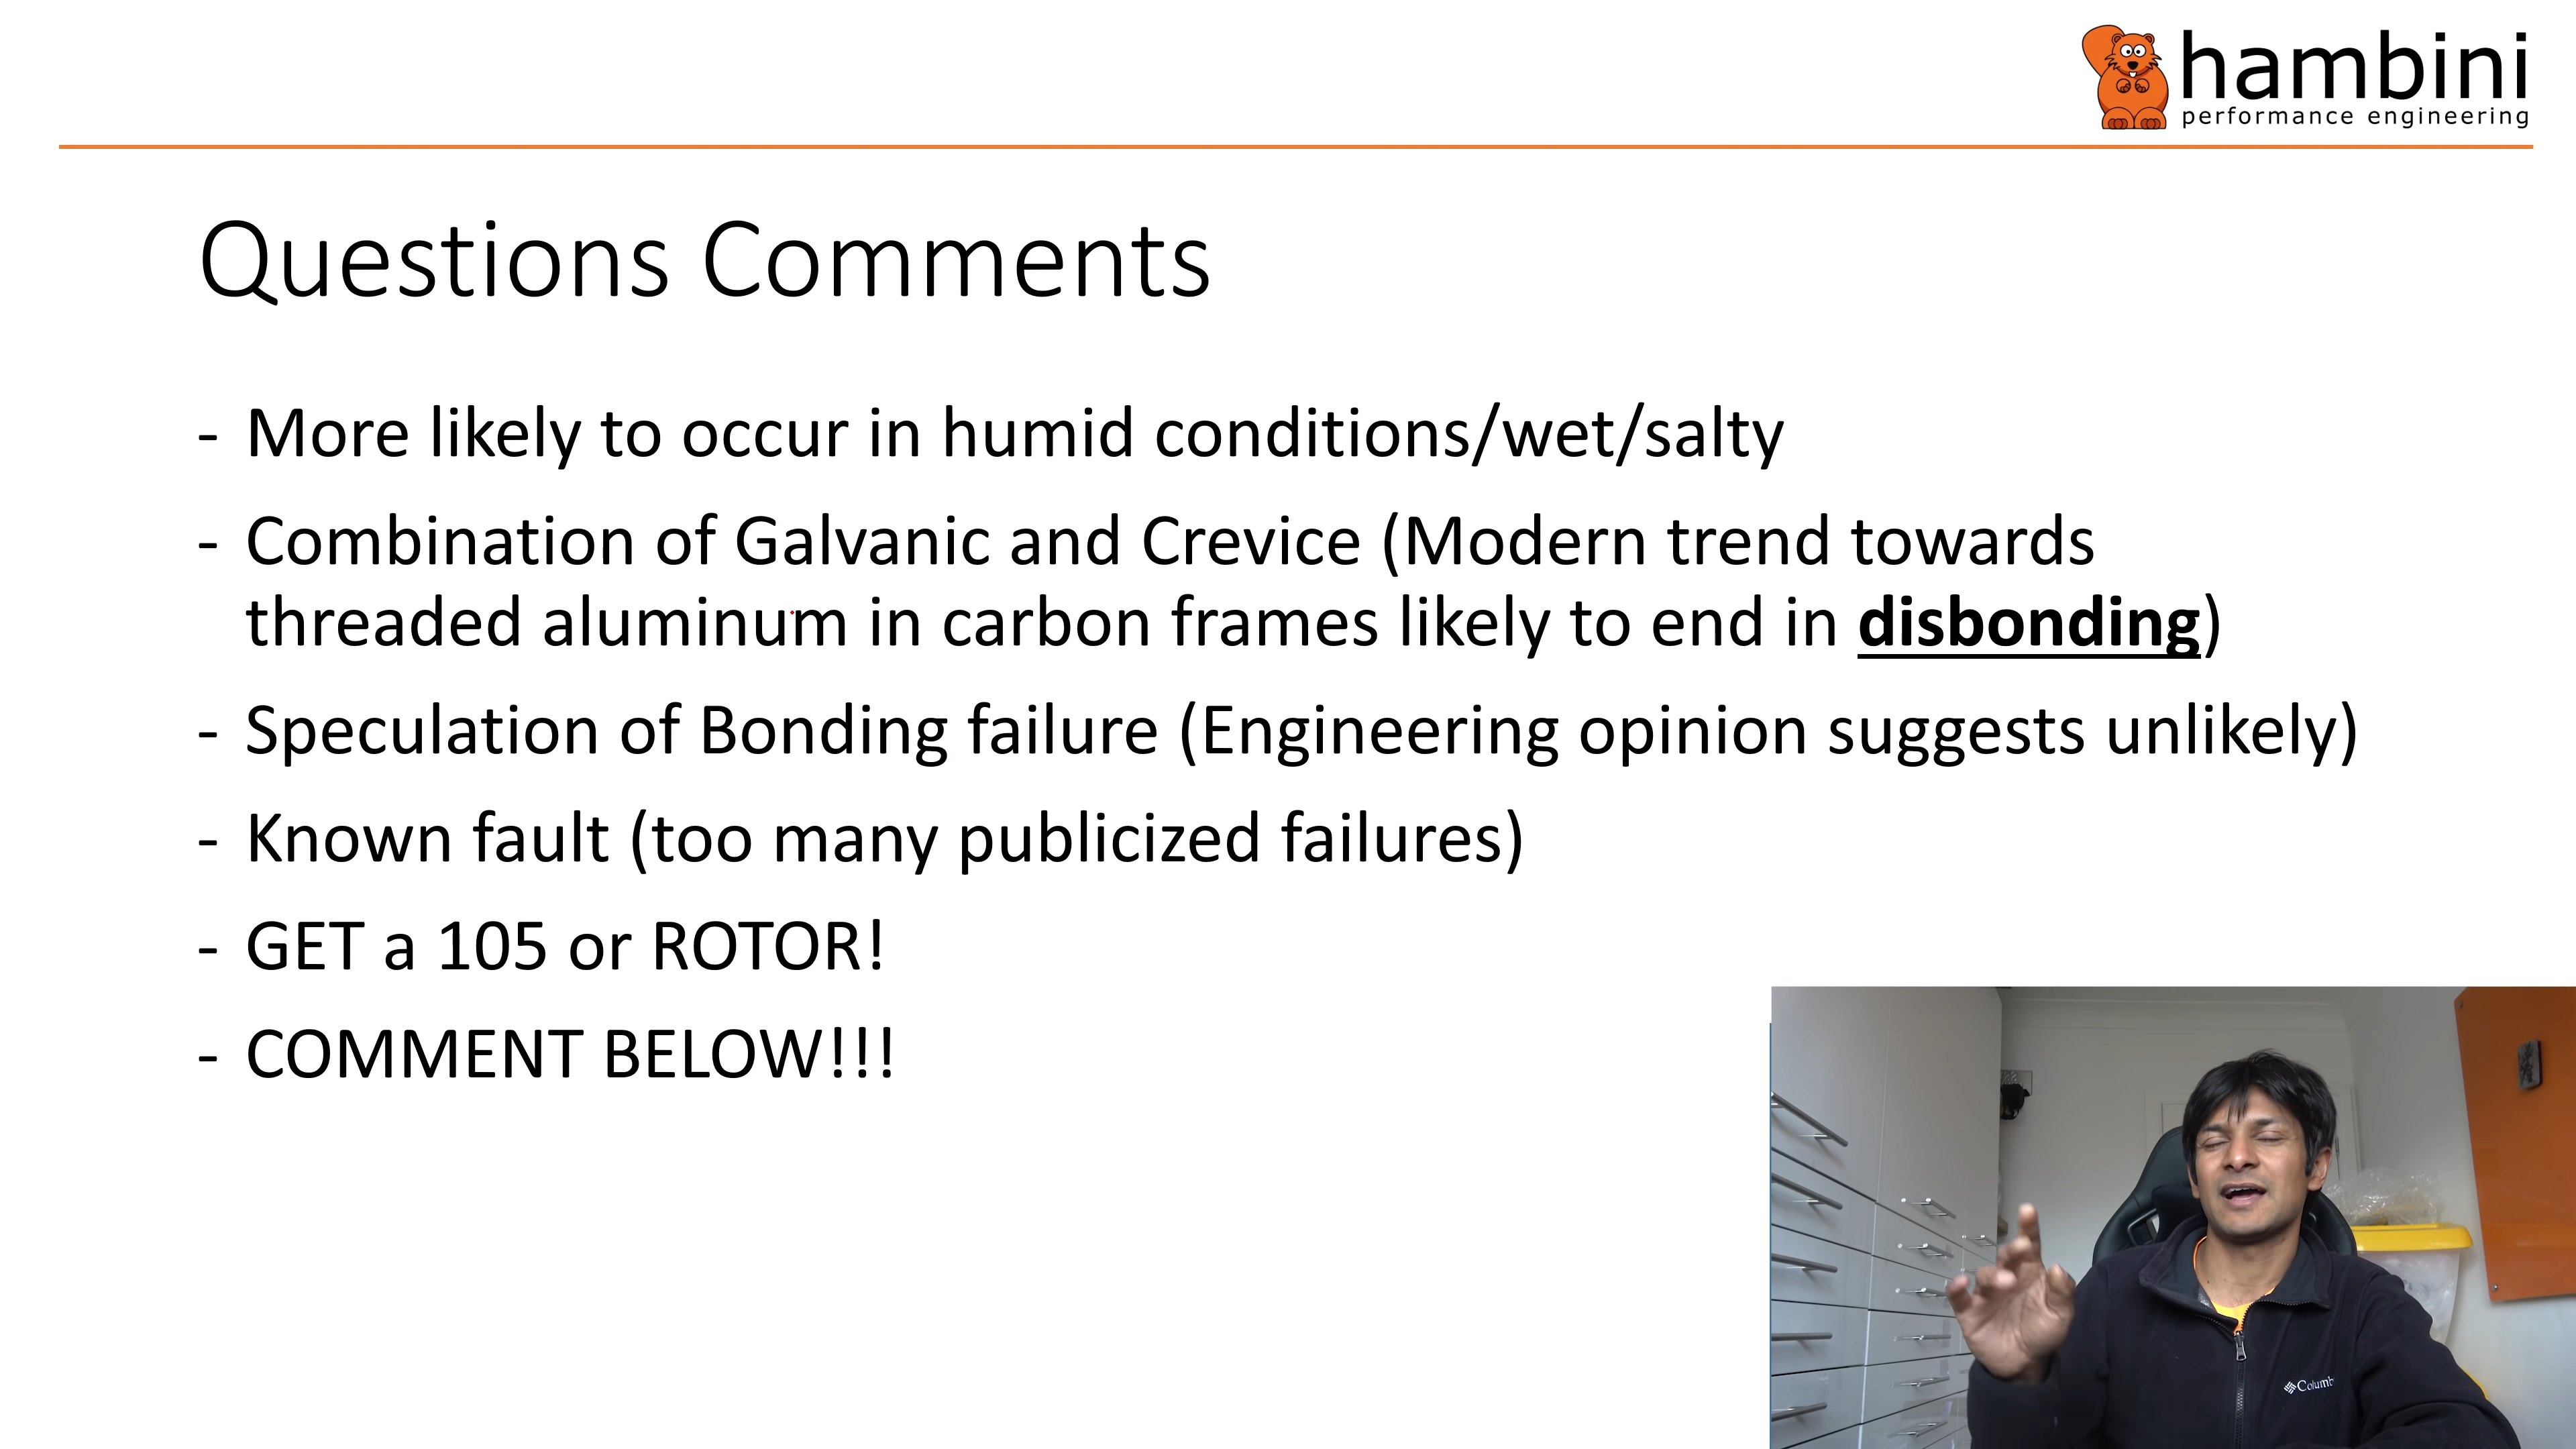 hambini
performance engineering
Questions Comments
- More likely to occur in humid conditions/wet/salty
- Combination of Galvanic and Crevice (Modern trend towards
threaded aluminum in carbon frames likely to end in disbonding)
- Speculation of Bonding failure (Engineering opinion suggests unlikely)
- Known fault (too many publicized failures)
- GET a 105 or ROTOR!
- COMMENT BELOW!!!
Columb